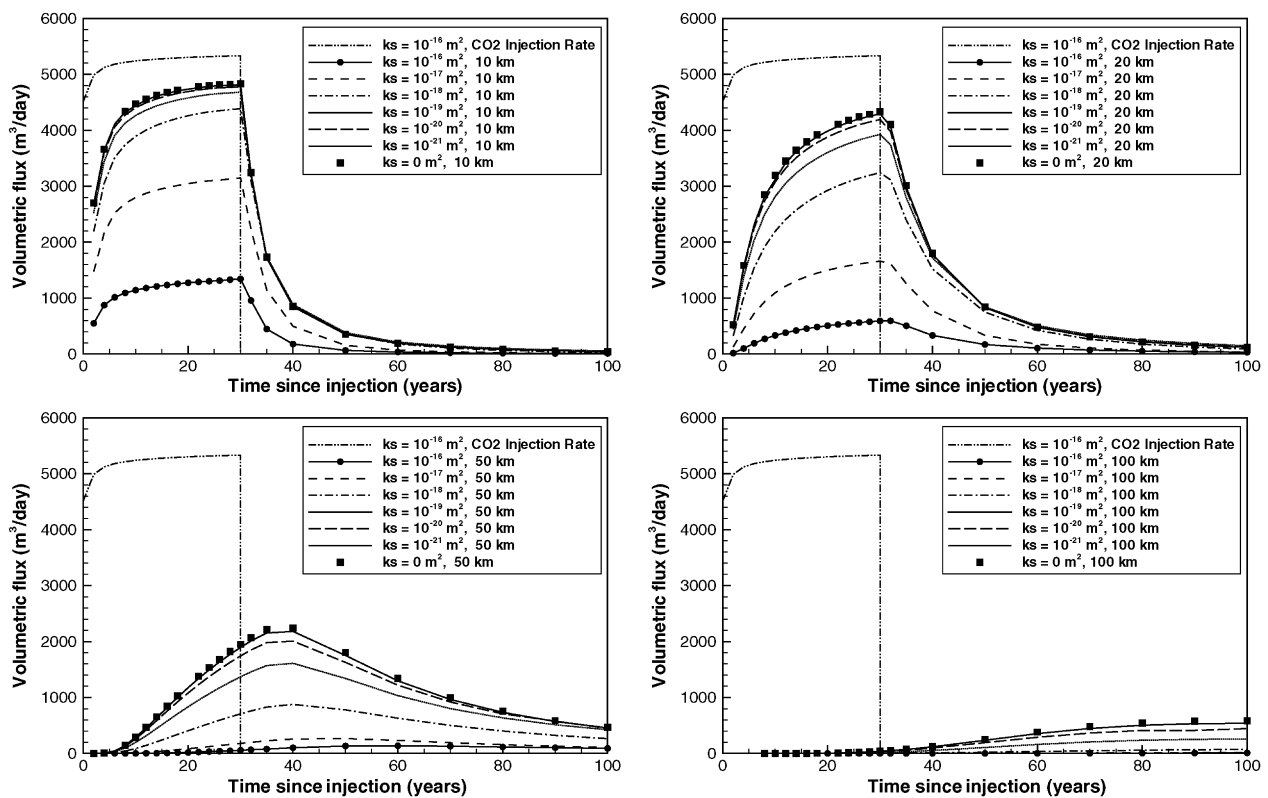 6000
5000
4000
3000
2000
1000
0
Volumetric flux (m³/day)
ks = 10⁻¹⁶ m², CO2 Injection Rate
ks = 10⁻¹⁶ m², 10 km
ks = 10⁻¹⁷ m², 10 km
ks = 10⁻¹⁸ m², 10 km
ks = 10⁻¹⁹ m², 10 km
ks = 10⁻²⁰ m², 10 km
ks = 10⁻²¹ m², 10 km
ks = 0 m², 10 km
0 20 40 60 80 100
Time since injection (years)
6000
5000
4000
3000
2000
1000
0
Volumetric flux (m³/day)
ks = 10⁻¹⁶ m², CO2 Injection Rate
ks = 10⁻¹⁶ m², 20 km
ks = 10⁻¹⁷ m², 20 km
ks = 10⁻¹⁸ m², 20 km
ks = 10⁻¹⁹ m², 20 km
ks = 10⁻²⁰ m², 20 km
ks = 10⁻²¹ m², 20 km
ks = 0 m², 20 km
0 20 40 60 80 100
Time since injection (years)
6000
5000
4000
3000
2000
1000
0
Volumetric flux (m³/day)
ks = 10⁻¹⁶ m², CO2 Injection Rate
ks = 10⁻¹⁶ m², 50 km
ks = 10⁻¹⁷ m², 50 km
ks = 10⁻¹⁸ m², 50 km
ks = 10⁻¹⁹ m², 50 km
ks = 10⁻²⁰ m², 50 km
ks = 10⁻²¹ m², 50 km
ks = 0 m², 50 km
0 20 40 60 80 100
Time since injection (years)
6000
5000
4000
3000
2000
1000
0
Volumetric flux (m³/day)
ks = 10⁻¹⁶ m², CO2 Injection Rate
ks = 10⁻¹⁶ m², 100 km
ks = 10⁻¹⁷ m², 100 km
ks = 10⁻¹⁸ m², 100 km
ks = 10⁻¹⁹ m², 100 km
ks = 10⁻²⁰ m², 100 km
ks = 10⁻²¹ m², 100 km
ks = 0 m², 100 km
0 20 40 60 80 100
Time since injection (years)